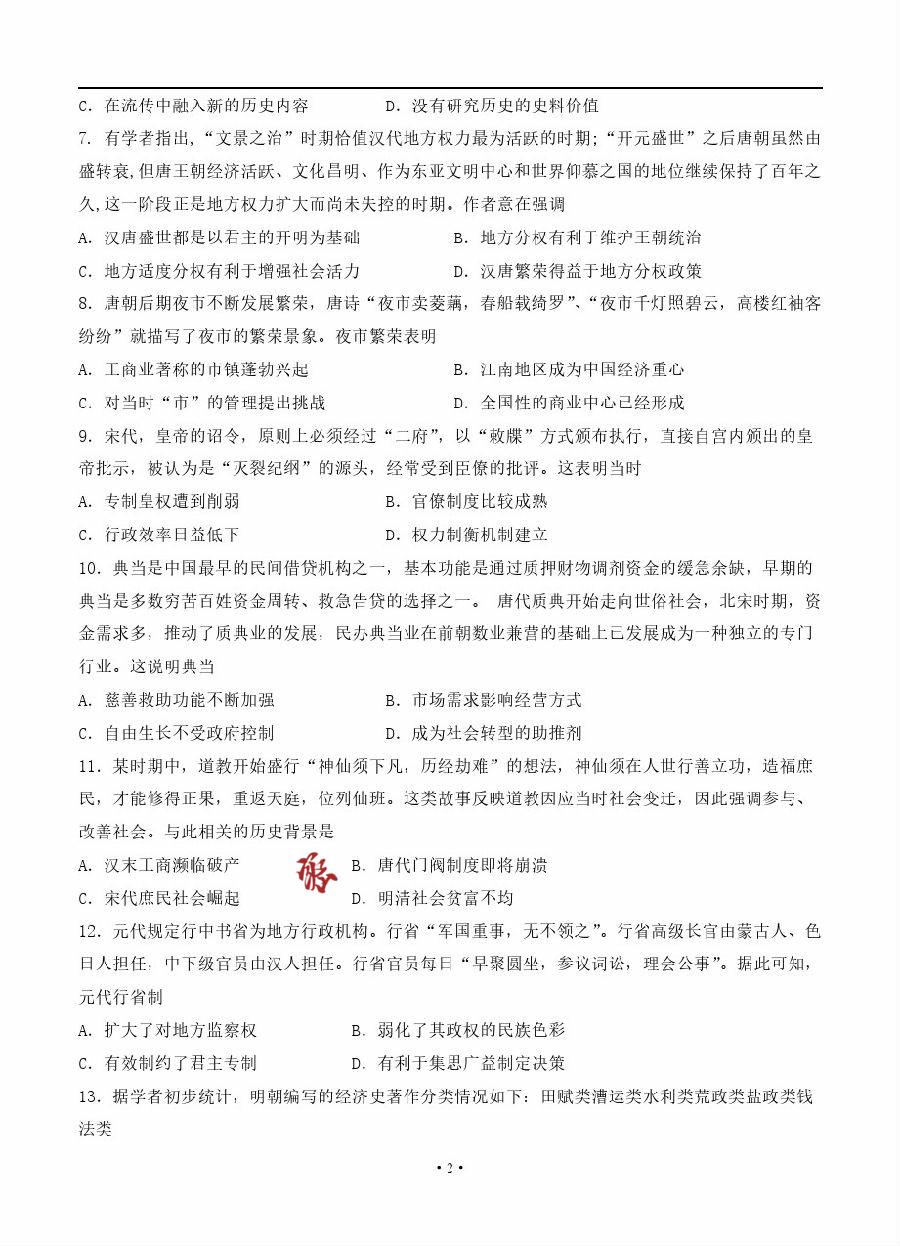 C．在流传中融入新的历史内容 D．没有研究历史的史料价值
7．有学者指出，“文景之治”时期恰值汉代地方权力最为活跃的时期；“开元盛世”之后唐朝虽然由
盛转衰，但唐王朝经济活跃、文化昌明、作为东亚文明中心和世界仰慕之国的地位继续保持了百年之
久，这一阶段正是地方权力扩大而尚未失控的时期。作者意在强调
A．汉唐盛世都是以君主的开明为基础 B．地方分权有利于维护王朝统治
C．地方适度分权有利于增强社会活力 D．汉唐繁荣得益于地方分权政策
8．唐朝后期夜市不断发展繁荣，唐诗“夜市卖菱藕，春船载绮罗”、“夜市千灯照碧云，高楼红袖客
纷纷”就描写了夜市的繁荣景象。夜市繁荣表明
A．工商业著称的市镇蓬勃兴起 B．江南地区成为中国经济重心
C．对当时“市”的管理提出挑战 D．全国性的商业中心已经形成
9．宋代，皇帝的诏令，原则上必须经过“二府”，以“敕牒”方式颁布执行，直接自宫内颁出的皇
帝批示，被认为是“灭裂纪纲”的源头，经常受到臣僚的批评。这表明当时
A．专制皇权遭到削弱 B．官僚制度比较成熟
C．行政效率日益低下 D．权力制衡机制建立
10．典当是中国最早的民间借贷机构之一，基本功能是通过质押财物调剂资金的缓急余缺，早期的
典当是多数穷苦百姓资金周转、救急告贷的选择之一。 唐代质典开始走向世俗社会，北宋时期，资
金需求多，推动了质典业的发展，民办典当业在前朝数业兼营的基础上已发展成为一种独立的专门
行业。这说明典当
A．慈善救助功能不断加强 B．市场需求影响经营方式
C．自由生长不受政府控制 D．成为社会转型的助推剂
11．某时期中，道教开始盛行“神仙须下凡，历经劫难”的想法，神仙须在人世行善立功，造福庶
民，才能修得正果，重返天庭，位列仙班。这类故事反映道教因应当时社会变迁，因此强调参与、
改善社会。与此相关的历史背景是
A．汉末工商濒临破产 B．唐代门阀制度即将崩溃
C．宋代庶民社会崛起 D．明清社会贫富不均
12．元代规定行中书省为地方行政机构。行省“军国重事，无不领之”。行省高级长官由蒙古人、色
目人担任，中下级官员由汉人担任。行省官员每日“早聚圆坐，参议词讼，理会公事”。据此可知，
元代行省制
A．扩大了对地方监察权 B．弱化了其政权的民族色彩
C．有效制约了君主专制 D．有利于集思广益制定决策
13．据学者初步统计，明朝编写的经济史著作分类情况如下：田赋类漕运类水利类荒政类盐政类钱
法类
·2·